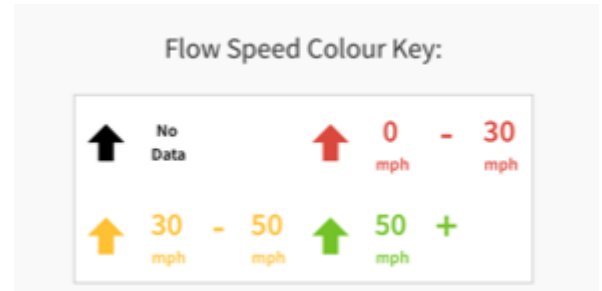 Flow Speed Colour Key:
No
Data
0 - 30
mph mph
30 - 50
mph mph
50 +
mph